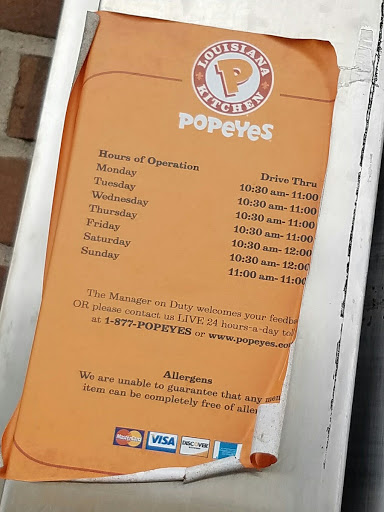 LOUISIANA
P
KITCHEN
POPEYES
Hours of Operation Drive Thru
Monday 10:30 am- 11:00
Tuesday 10:30 am- 11:00
Wednesday 10:30 am- 11:00
Thursday 10:30 am- 11:00
Friday 10:30 am- 12:00
Saturday 10:30 am- 12:00
Sunday 11:00 am- 11:00
The Manager on Duty welcomes your feedba
OR please contact us LIVE 24 hours-a-day tol
at 1-877-POPEYES or www.popeyes.co
Allergens
We are unable to guarantee that any men
item can be completely free of aller
MasterCard VISA DISCOVER